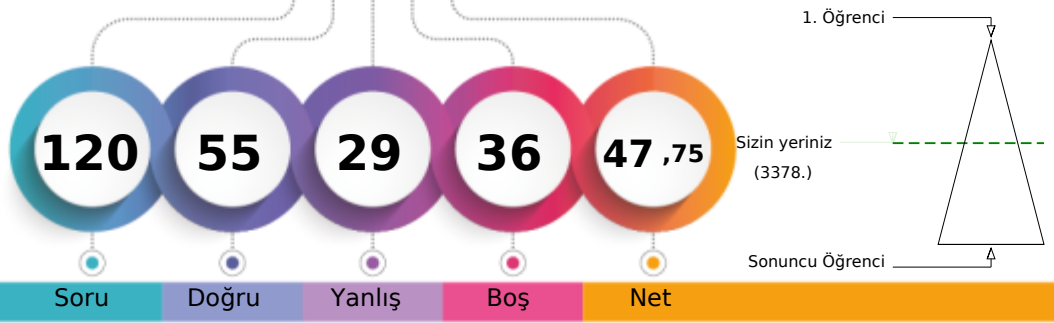 1. Öğrenci
120
55
29
36
47 ,75
Sizin yeriniz
(3378.)
Sonuncu Öğrenci
Soru
Doğru
Yanlış
Boş
Net